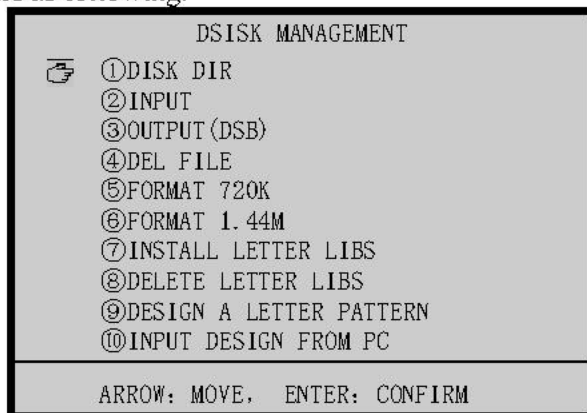 DSISK MANAGEMENT
①DISK DIR
②INPUT
③OUTPUT(DSB)
④DEL FILE
⑤FORMAT 720K
⑥FORMAT 1.44M
⑦INSTALL LETTER LIBS
⑧DELETE LETTER LIBS
⑨DESIGN A LETTER PATTERN
⑩INPUT DESIGN FROM PC
ARROW: MOVE, ENTER: CONFIRM